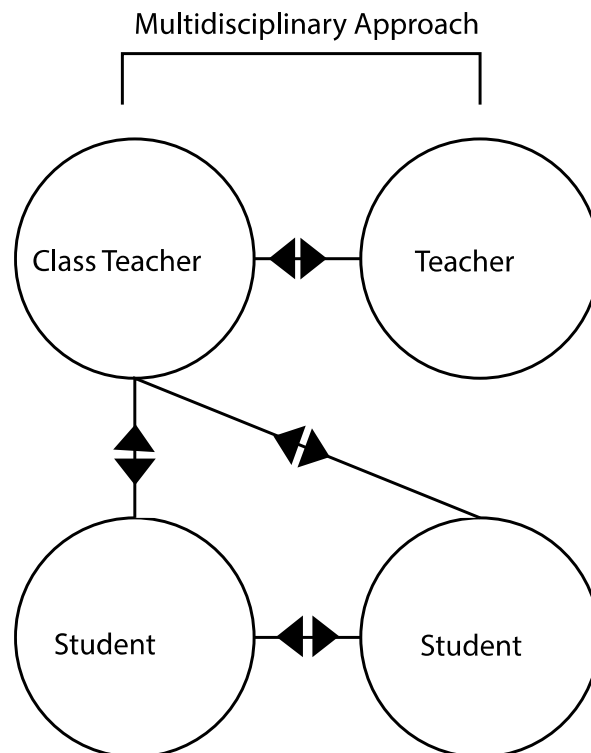 Multidisciplinary Approach
Class Teacher
Teacher
Student
Student